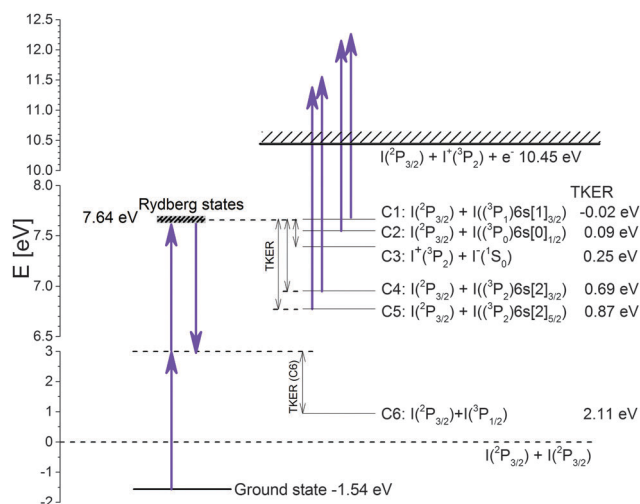 12.5
12.0
11.5
11.0
10.5
10.0
I(²P₃/₂) + I⁺(³P₂) + e⁻ 10.45 eV
8.0
7.5
7.0
6.5
E [eV]
Rydberg states
7.64 eV
TKER
TKER
C1: I(²P₃/₂) + I((³P₁)6s[1]₃/₂) -0.02 eV
C2: I(²P₃/₂) + I((³P₀)6s[0]₁/₂) 0.09 eV
C3: I⁺(³P₂) + I⁻(¹S₀) 0.25 eV
C4: I(²P₃/₂) + I((³P₂)6s[2]₃/₂) 0.69 eV
C5: I(²P₃/₂) + I((³P₂)6s[2]₅/₂) 0.87 eV
3
2
1
0
-1
-2
TKER (C6)
C6: I(²P₃/₂)+I(³P₁/₂) 2.11 eV
I(²P₃/₂) + I(²P₃/₂)
Ground state -1.54 eV